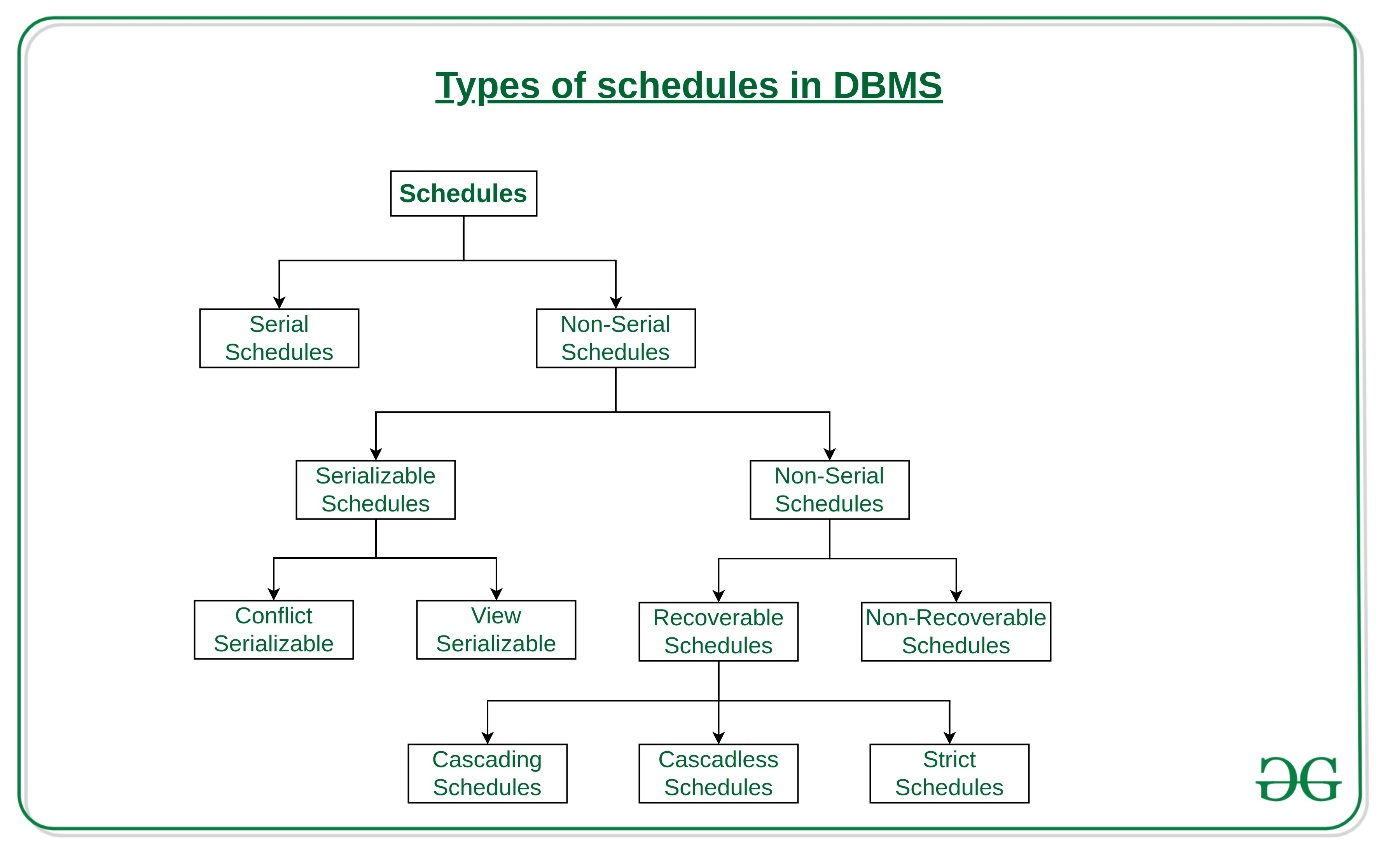 Types of schedules in DBMS
Schedules
Serial
Schedules
Non-Serial
Schedules
Serializable
Schedules
Non-Serial
Schedules
Conflict
Serializable
View
Serializable
Recoverable
Schedules
Non-Recoverable
Schedules
Cascading
Schedules
Cascadless
Schedules
Strict
Schedules